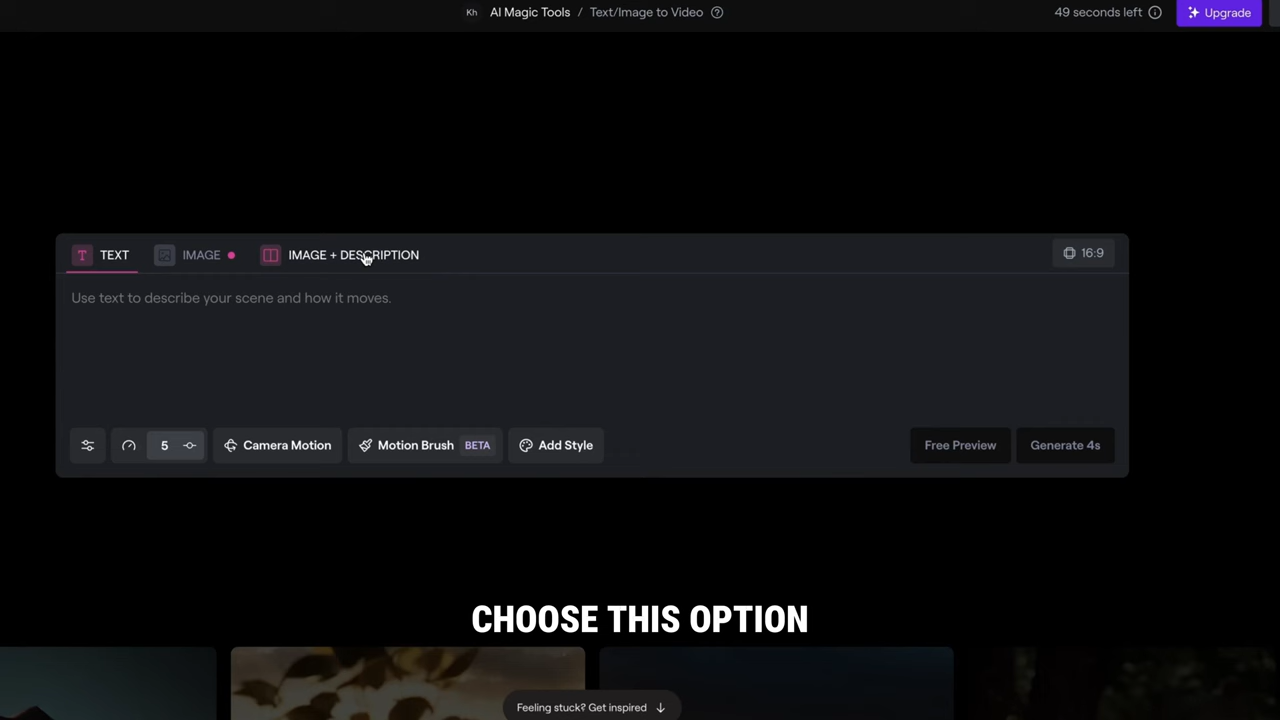 Kh AI Magic Tools / Text/Image to Video ? 49 seconds left Upgrade
T TEXT IMAGE IMAGE + DESCRIPTION 16:9
Use text to describe your scene and how it moves.
5 Camera Motion Motion Brush BETA Add Style Free Preview Generate 4s
CHOOSE THIS OPTION
Feeling stuck? Get inspired ↓